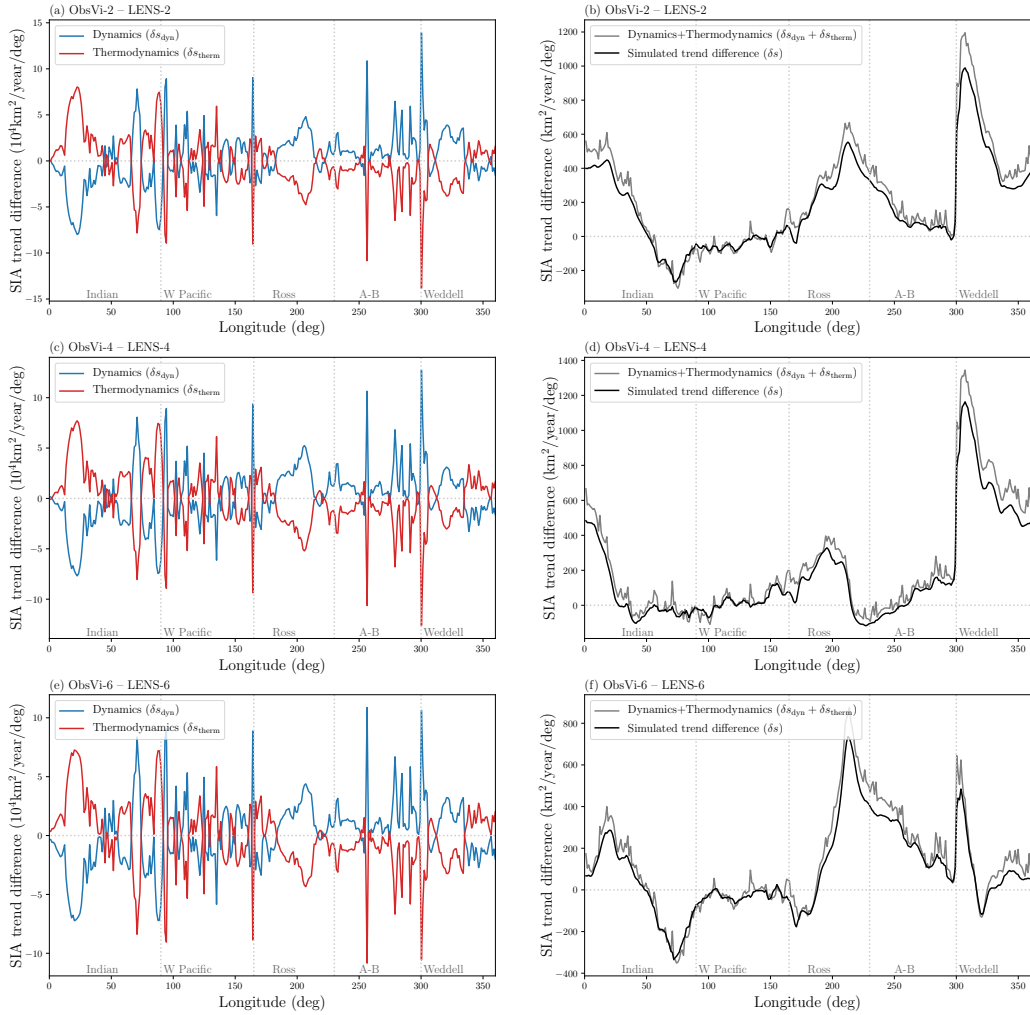 (a) ObsVi-2 – LENS-2
Dynamics (δs_dyn)
Thermodynamics (δs_therm
SIA trend difference (10⁴km²/year/deg)
15
10
5
0
−5
−10
−15
Indian
W Pacific
Ross
A-B
Weddell
0 50 100 150 200 250 300 350
Longitude (deg)
(b) ObsVi-2 – LENS-2
Dynamics+Thermodynamics (δs_dyn + δs_therm)
Simulated trend difference (δs)
SIA trend difference (km²/year/deg)
1200
1000
800
600
400
200
0
−200
Indian
W Pacific
Ross
A-B
Weddell
0 50 100 150 200 250 300 350
Longitude (deg)
(c) ObsVi-4 – LENS-4
Dynamics (δs_dyn)
Thermodynamics (δs_therm
SIA trend difference (10⁴km²/year/deg)
10
5
0
−5
−10
Indian
W Pacific
Ross
A-B
Weddell
0 50 100 150 200 250 300 350
Longitude (deg)
(d) ObsVi-4 – LENS-4
Dynamics+Thermodynamics (δs_dyn + δs_therm)
Simulated trend difference (δs)
SIA trend difference (km²/year/deg)
1400
1200
1000
800
600
400
200
0
−200
Indian
W Pacific
Ross
A-B
Weddell
0 50 100 150 200 250 300 350
Longitude (deg)
(e) ObsVi-6 – LENS-6
Dynamics (δs_dyn)
Thermodynamics (δs_therm
SIA trend difference (10⁴km²/year/deg)
10
5
0
−5
−10
Indian
W Pacific
Ross
A-B
Weddell
0 50 100 150 200 250 300 350
Longitude (deg)
(f) ObsVi-6 – LENS-6
Dynamics+Thermodynamics (δs_dyn + δs_therm)
Simulated trend difference (δs)
SIA trend difference (km²/year/deg)
800
600
400
200
0
−200
−400
Indian
W Pacific
Ross
A-B
Weddell
0 50 100 150 200 250 300 350
Longitude (deg)